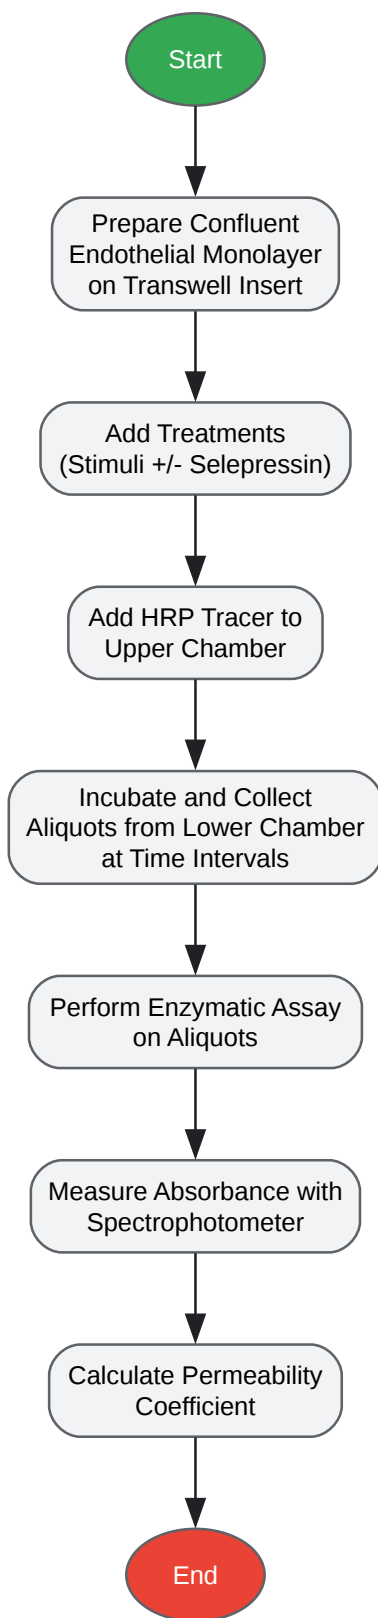 Start
Prepare Confluent
Endothelial Monolayer
on Transwell Insert
Add Treatments
(Stimuli +/- Selepressin)
Add HRP Tracer to
Upper Chamber
Incubate and Collect
Aliquots from Lower Chamber
at Time Intervals
Perform Enzymatic Assay
on Aliquots
Measure Absorbance with
Spectrophotometer
Calculate Permeability
Coefficient
End